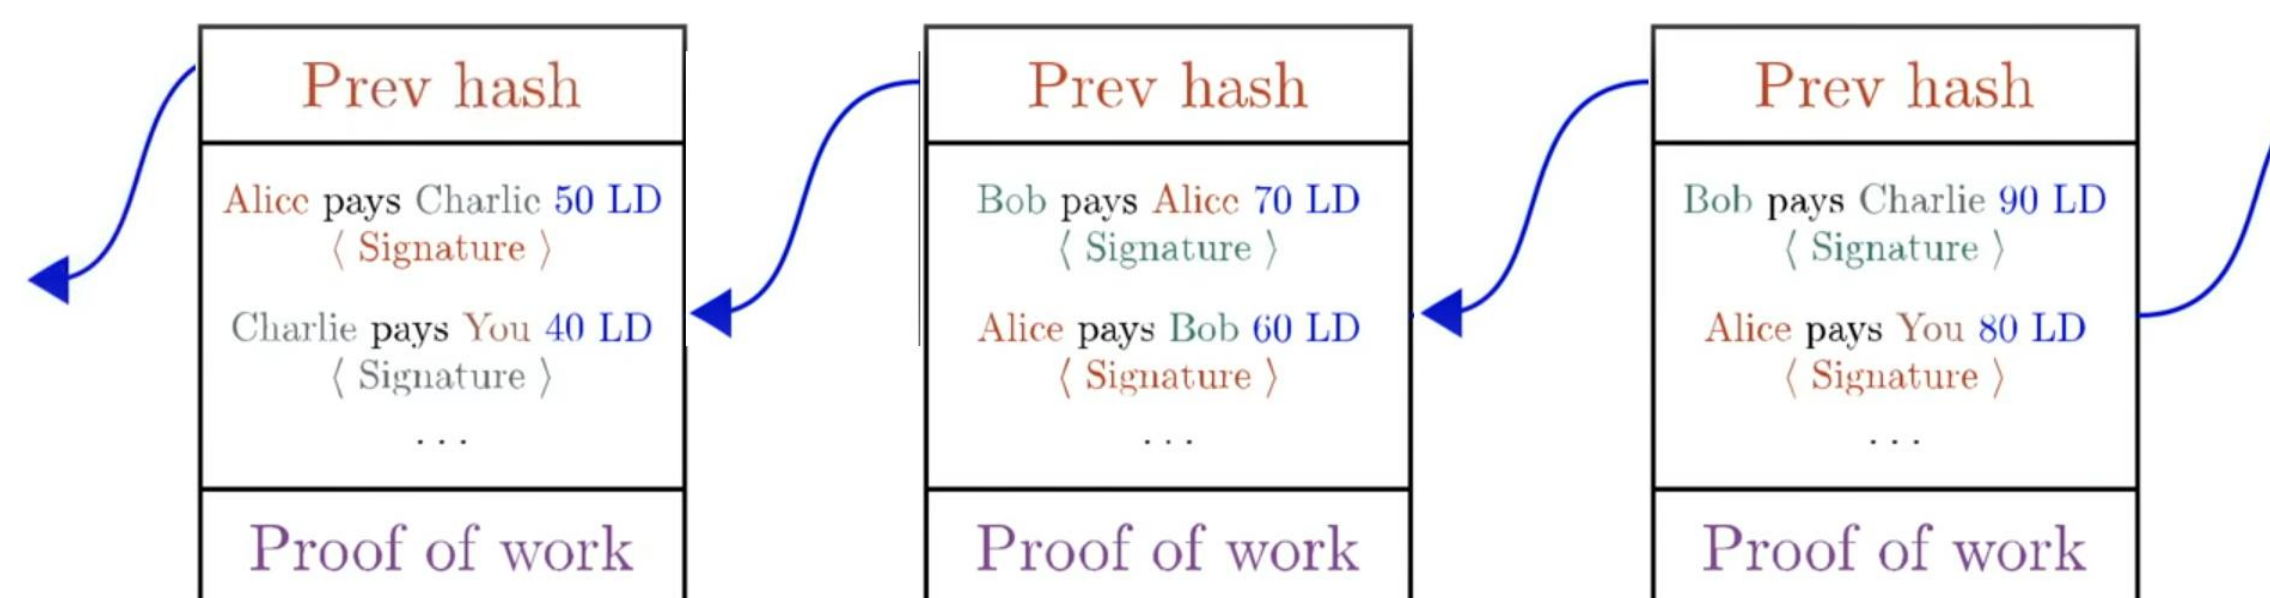 Prev hash
Alice pays Charlie 50 LD
⟨ Signature ⟩
Charlie pays You 40 LD
⟨ Signature ⟩
...
Proof of work
Prev hash
Bob pays Alice 70 LD
⟨ Signature ⟩
Alice pays Bob 60 LD
⟨ Signature ⟩
...
Proof of work
Prev hash
Bob pays Charlie 90 LD
⟨ Signature ⟩
Alice pays You 80 LD
⟨ Signature ⟩
...
Proof of work